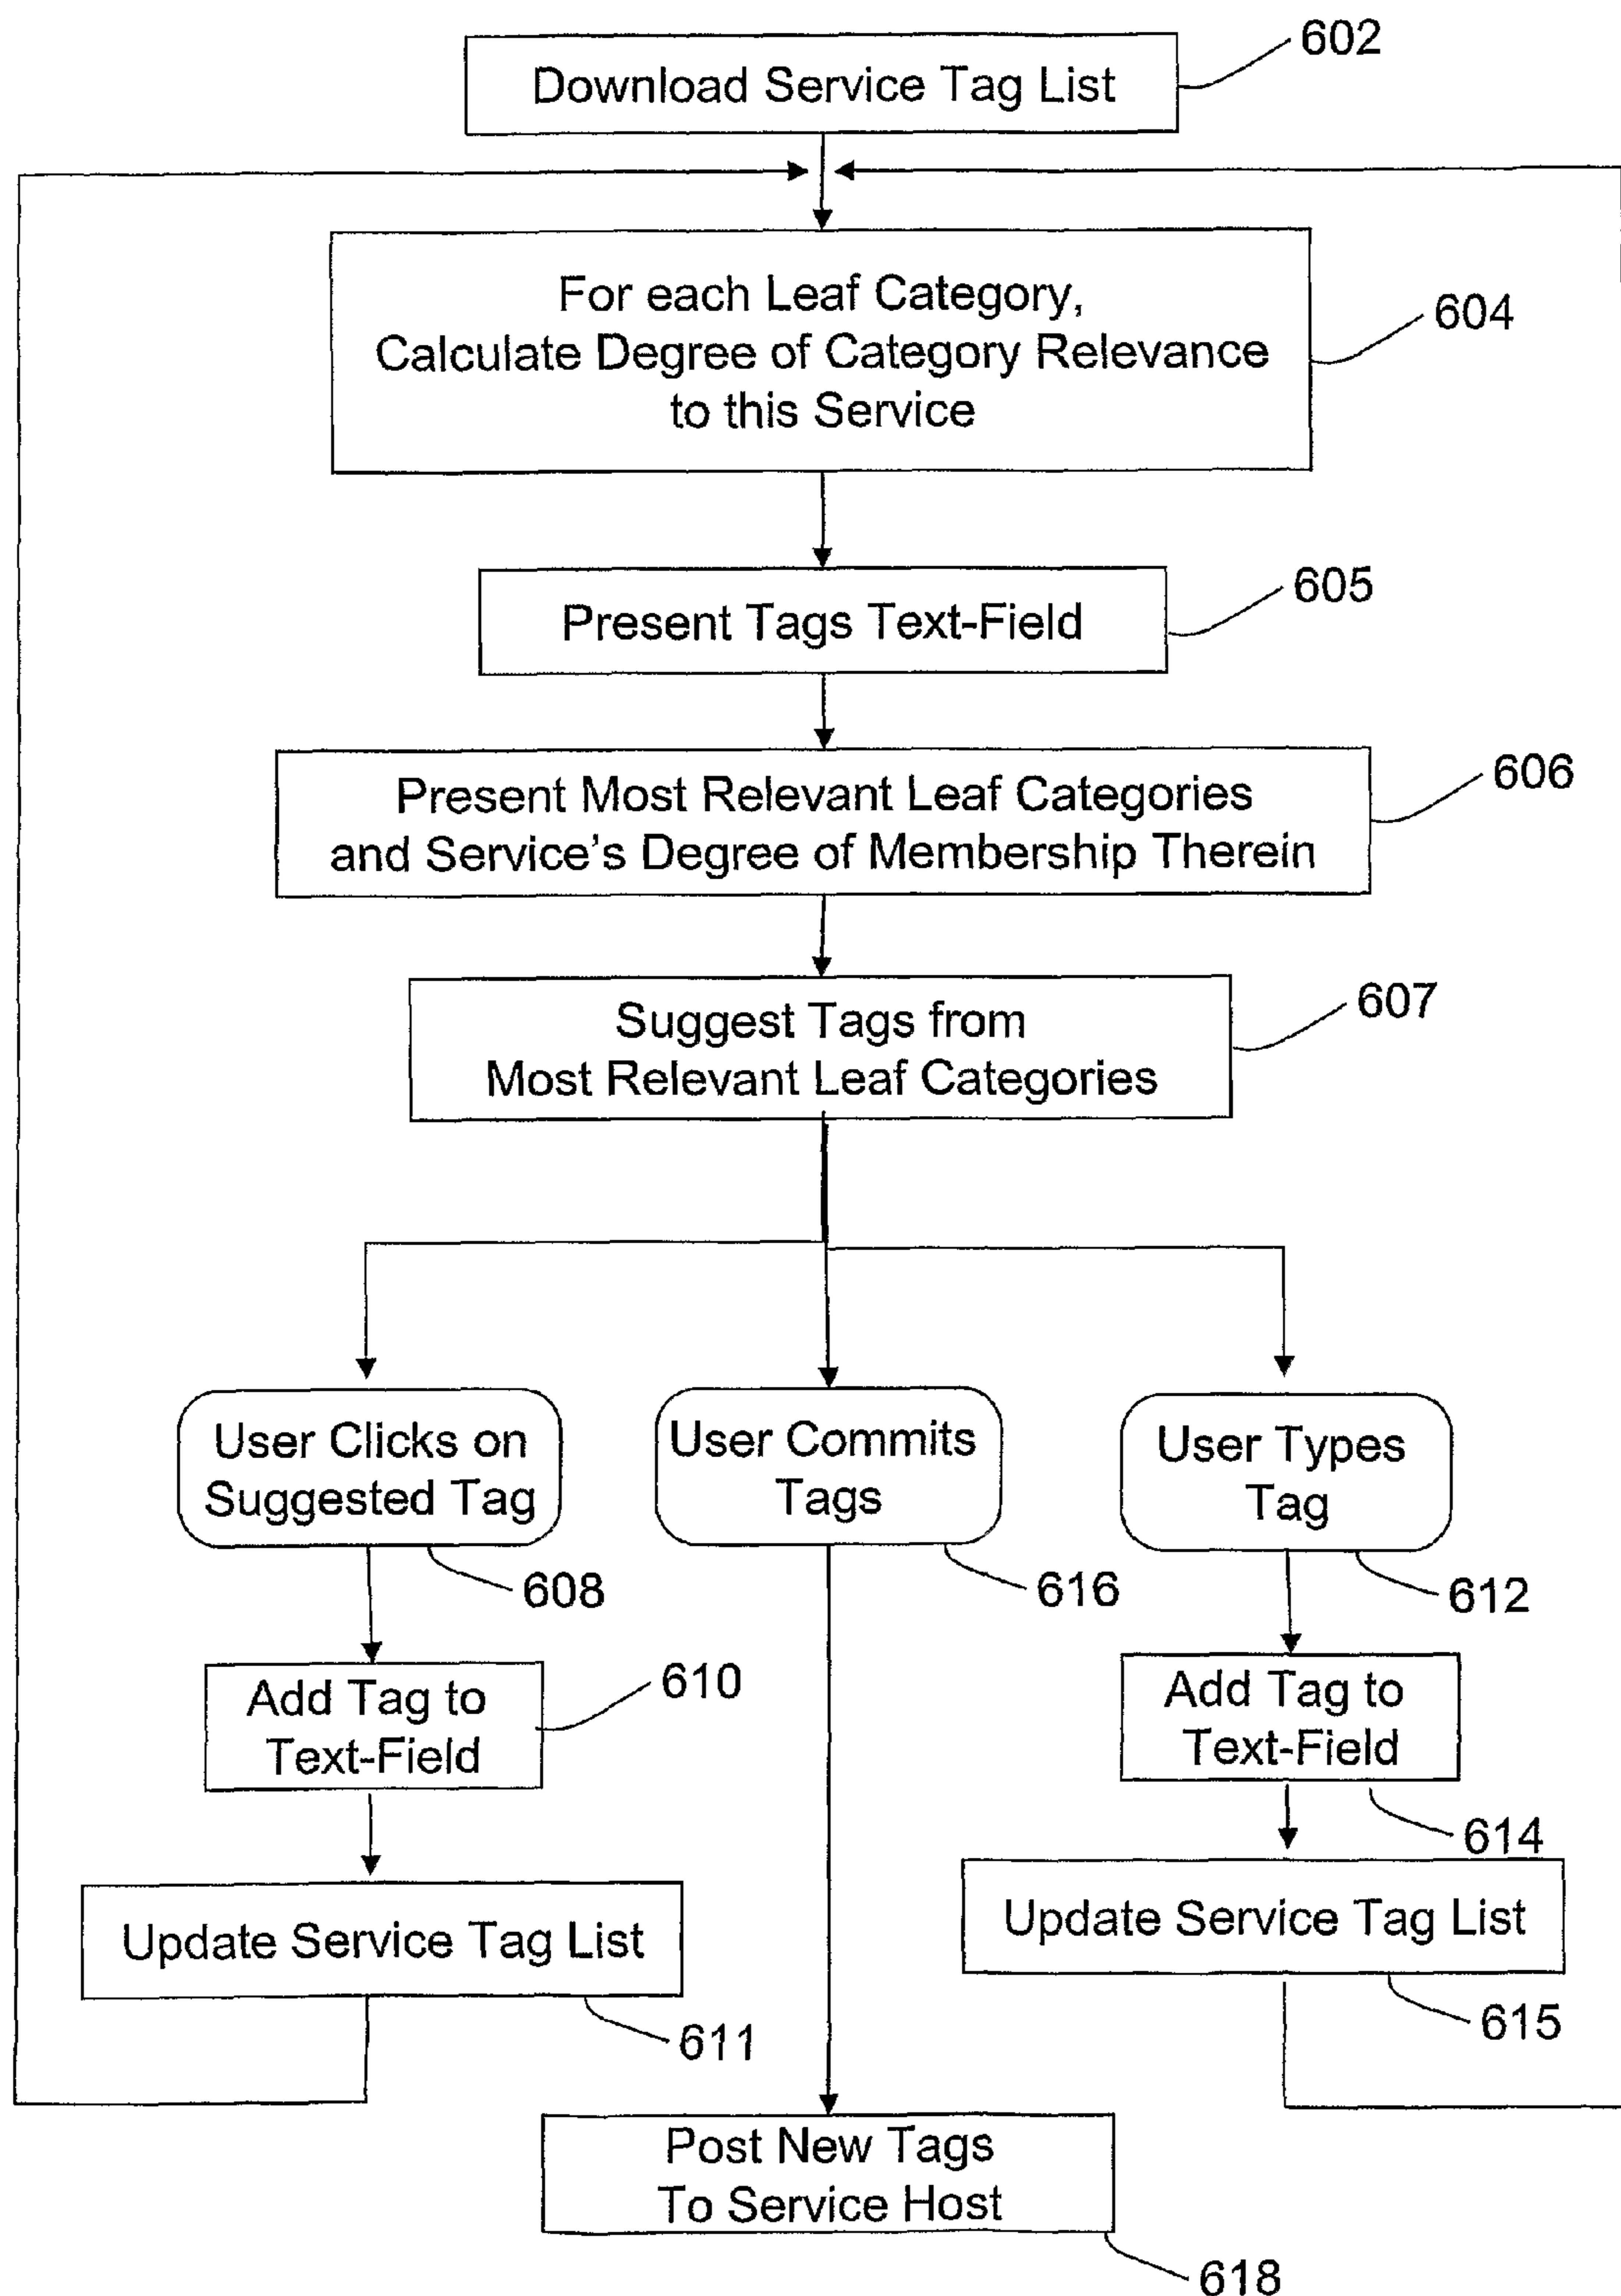 602
Download Service Tag List
For each Leaf Category,
Calculate Degree of Category Relevance
to this Service
604
605
Present Tags Text-Field
606
Present Most Relevant Leaf Categories
and Service's Degree of Membership Therein
607
Suggest Tags from
Most Relevant Leaf Categories
User Clicks on
Suggested Tag
608
User Commits
Tags
616
User Types
Tag
612
Add Tag to
Text-Field
610
Add Tag to
Text-Field
614
Update Service Tag List
611
Update Service Tag List
615
Post New Tags
To Service Host
618